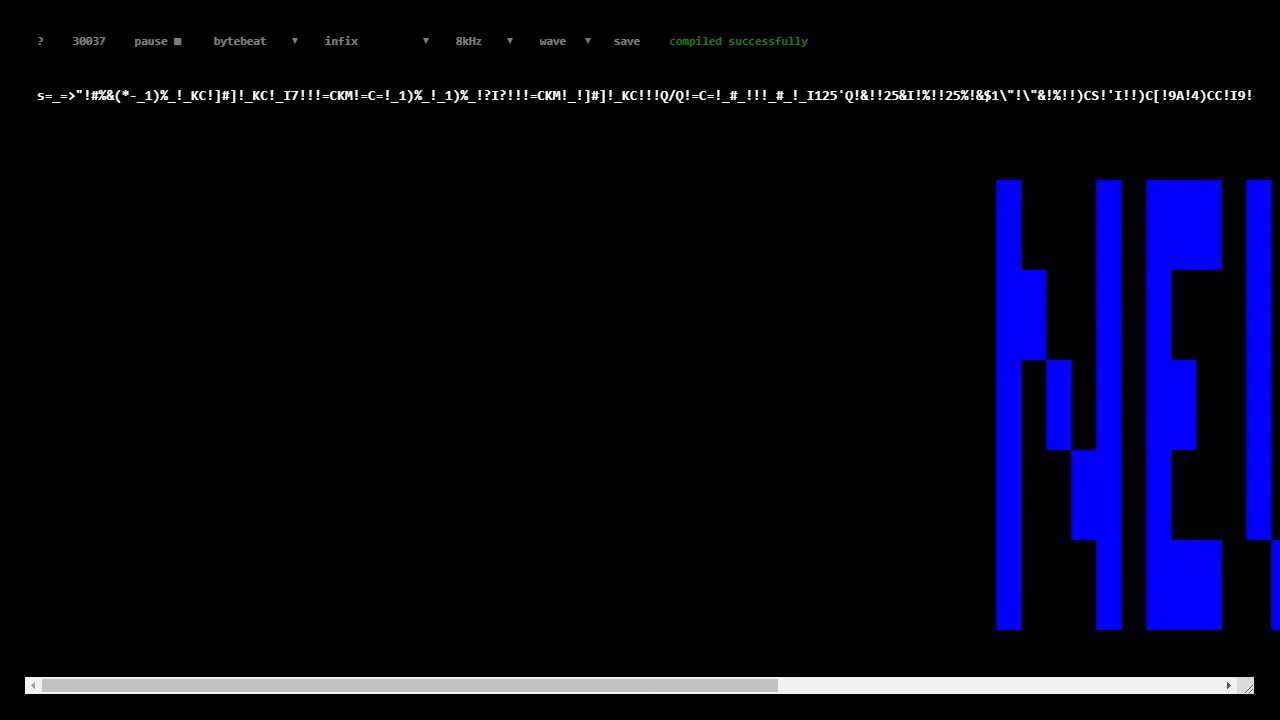 ? 30037 pause ■ bytebeat ▼ infix ▼ 8kHz ▼ wave ▼ save compiled successfully
s=_=>"!#%&(*-_1)%_!_KC!]#]!_KC!_I7!!!=CKM!=C=!_1)%_!_1)%_!?I?!!!=CKM!_!]#]!_KC!!!Q/Q!=C=!_#_!!!_#_!_I125'Q!&!!25&I!%!!25%!&$1\"!\"&!%!!)CS!'I!!)C[!9A!4)CC!I9!
NE